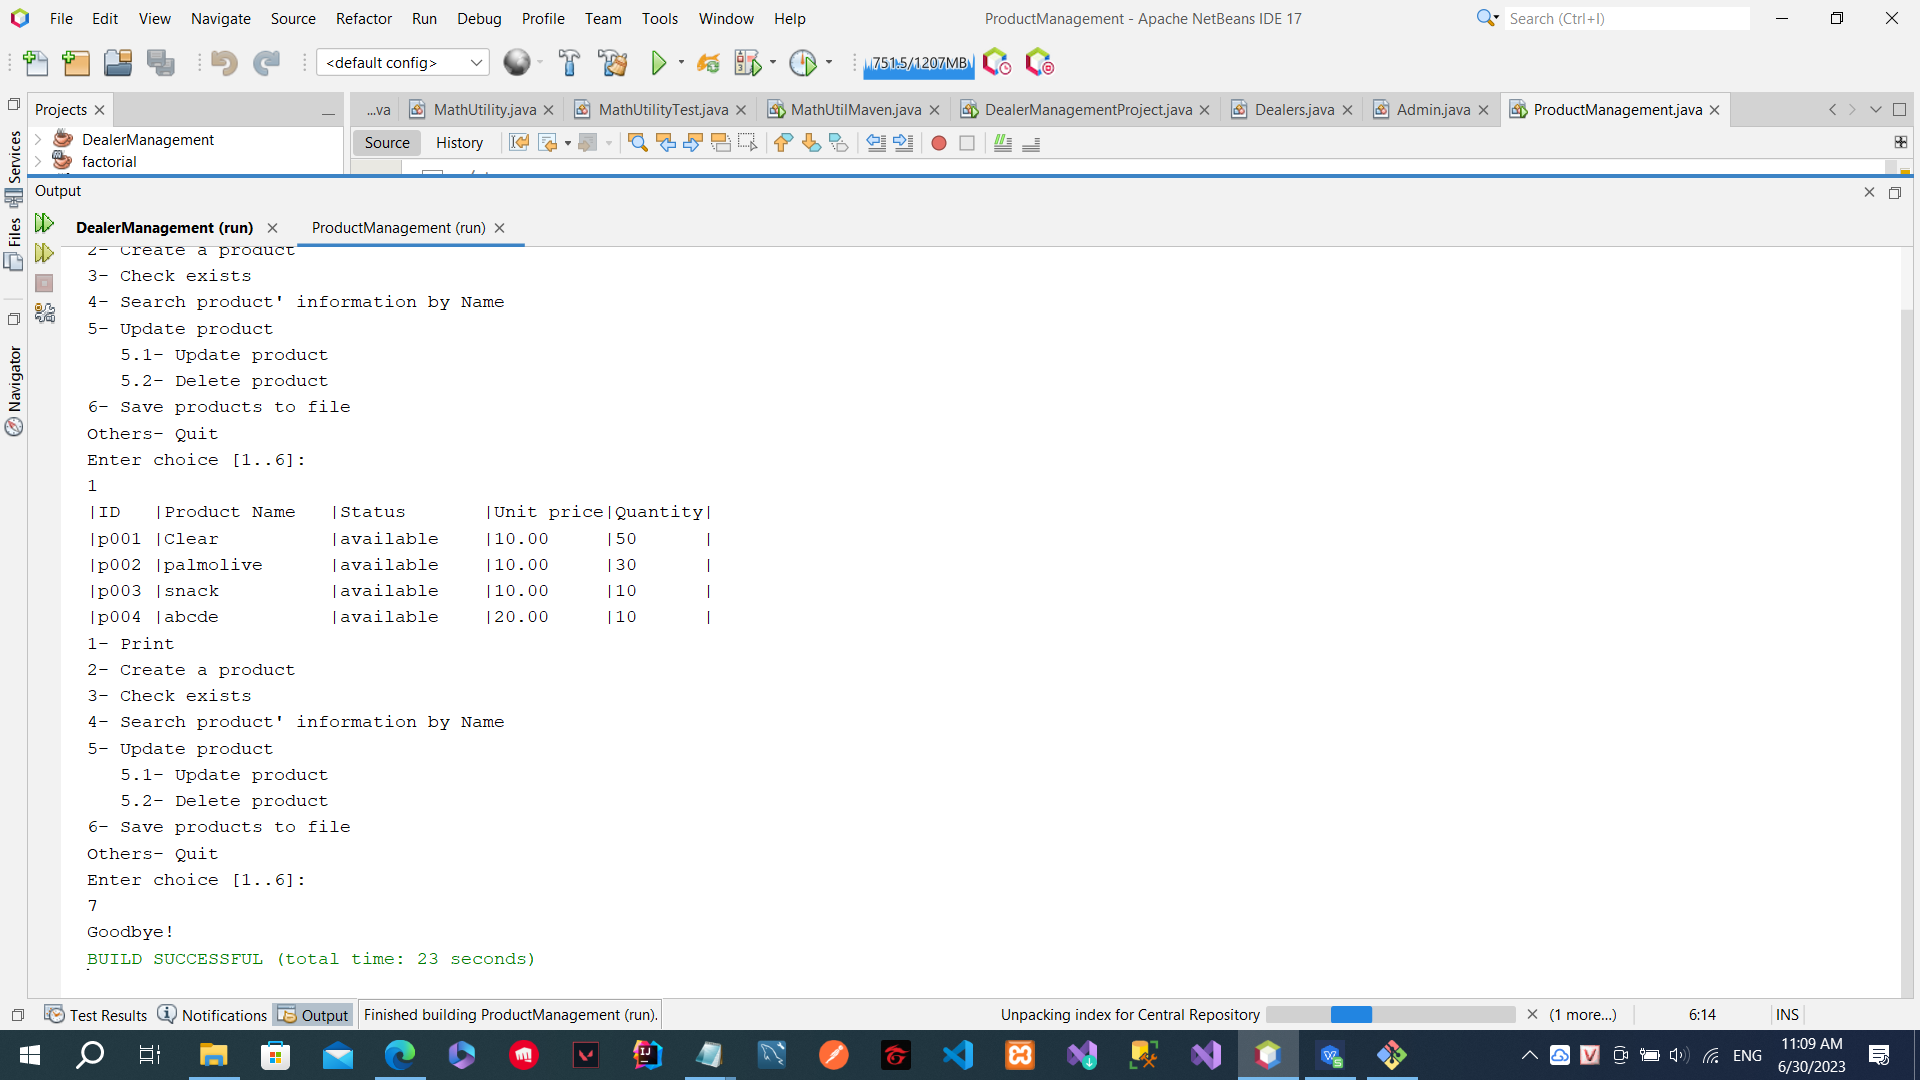 File Edit View Navigate Source Refactor Run Debug Profile Team Tools Window Help ProductManagement - Apache NetBeans IDE 17 Search (Ctrl+I)
<default config> 751.5/1207MB
Projects ...va MathUtility.java MathUtilityTest.java MathUtilMaven.java DealerManagementProject.java Dealers.java Admin.java ProductManagement.java
DealerManagement
factorial
Source History
Services
Files
Navigator
Output
DealerManagement (run) ProductManagement (run)
2- Create a product
3- Check exists
4- Search product' information by Name
5- Update product
5.1- Update product
5.2- Delete product
6- Save products to file
Others- Quit
Enter choice [1..6]:
1
|ID |Product Name |Status |Unit price|Quantity|
|p001 |Clear |available |10.00 |50 |
|p002 |palmolive |available |10.00 |30 |
|p003 |snack |available |10.00 |10 |
|p004 |abcde |available |20.00 |10 |
1- Print
2- Create a product
3- Check exists
4- Search product' information by Name
5- Update product
5.1- Update product
5.2- Delete product
6- Save products to file
Others- Quit
Enter choice [1..6]:
7
Goodbye!
BUILD SUCCESSFUL (total time: 23 seconds)
Test Results Notifications Output Finished building ProductManagement (run). Unpacking index for Central Repository (1 more...) 6:14 INS
ENG 11:09 AM
6/30/2023